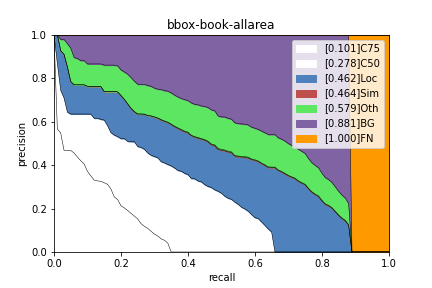 bbox-book-allarea
[0.101]C75
[0.278]C50
[0.462]Loc
[0.464]Sim
[0.579]Oth
[0.881]BG
[1.000]FN
precision
1.0
0.8
0.6
0.4
0.2
0.0
0.0 0.2 0.4 0.6 0.8 1.0
recall